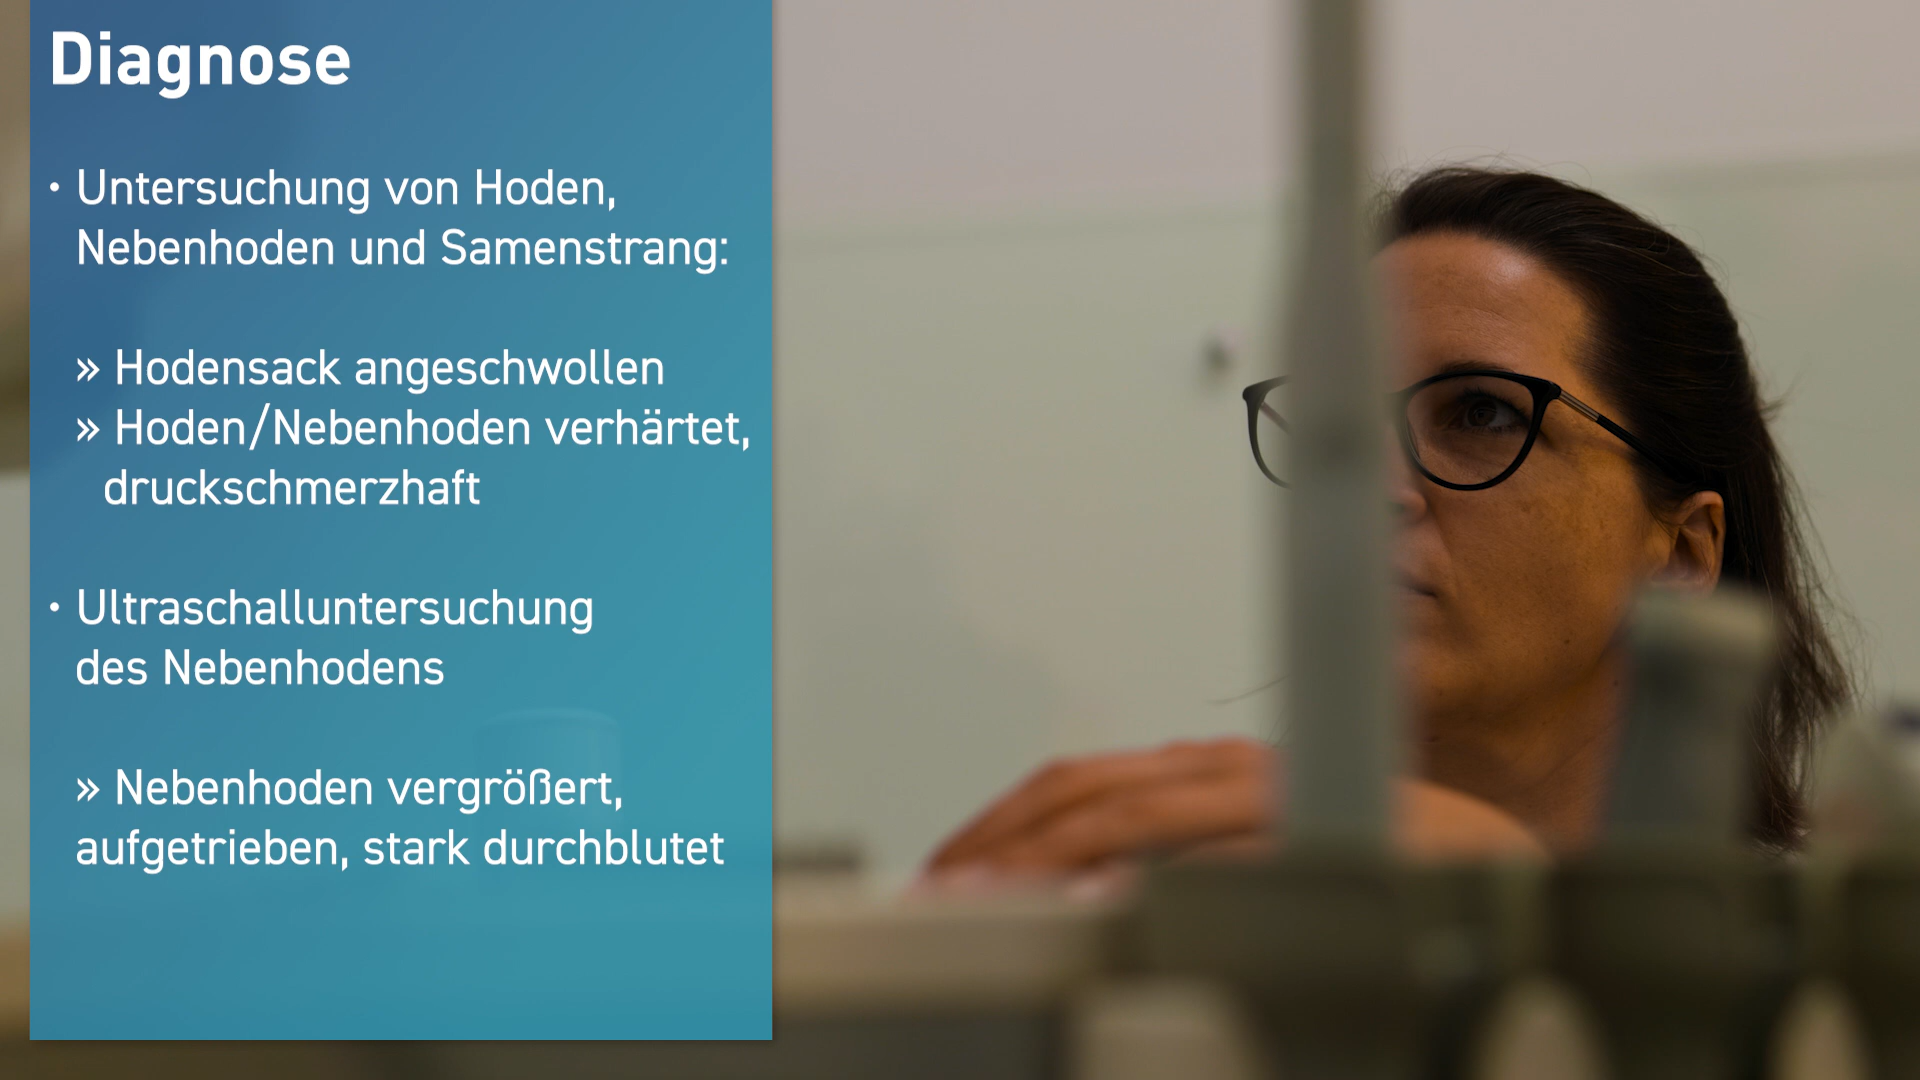 Diagnose
• Untersuchung von Hoden,
Nebenhoden und Samenstrang:
» Hodensack angeschwollen
» Hoden/Nebenhoden verhärtet,
druckschmerzhaft
• Ultraschalluntersuchung
des Nebenhodens
» Nebenhoden vergrößert,
aufgetrieben, stark durchblutet